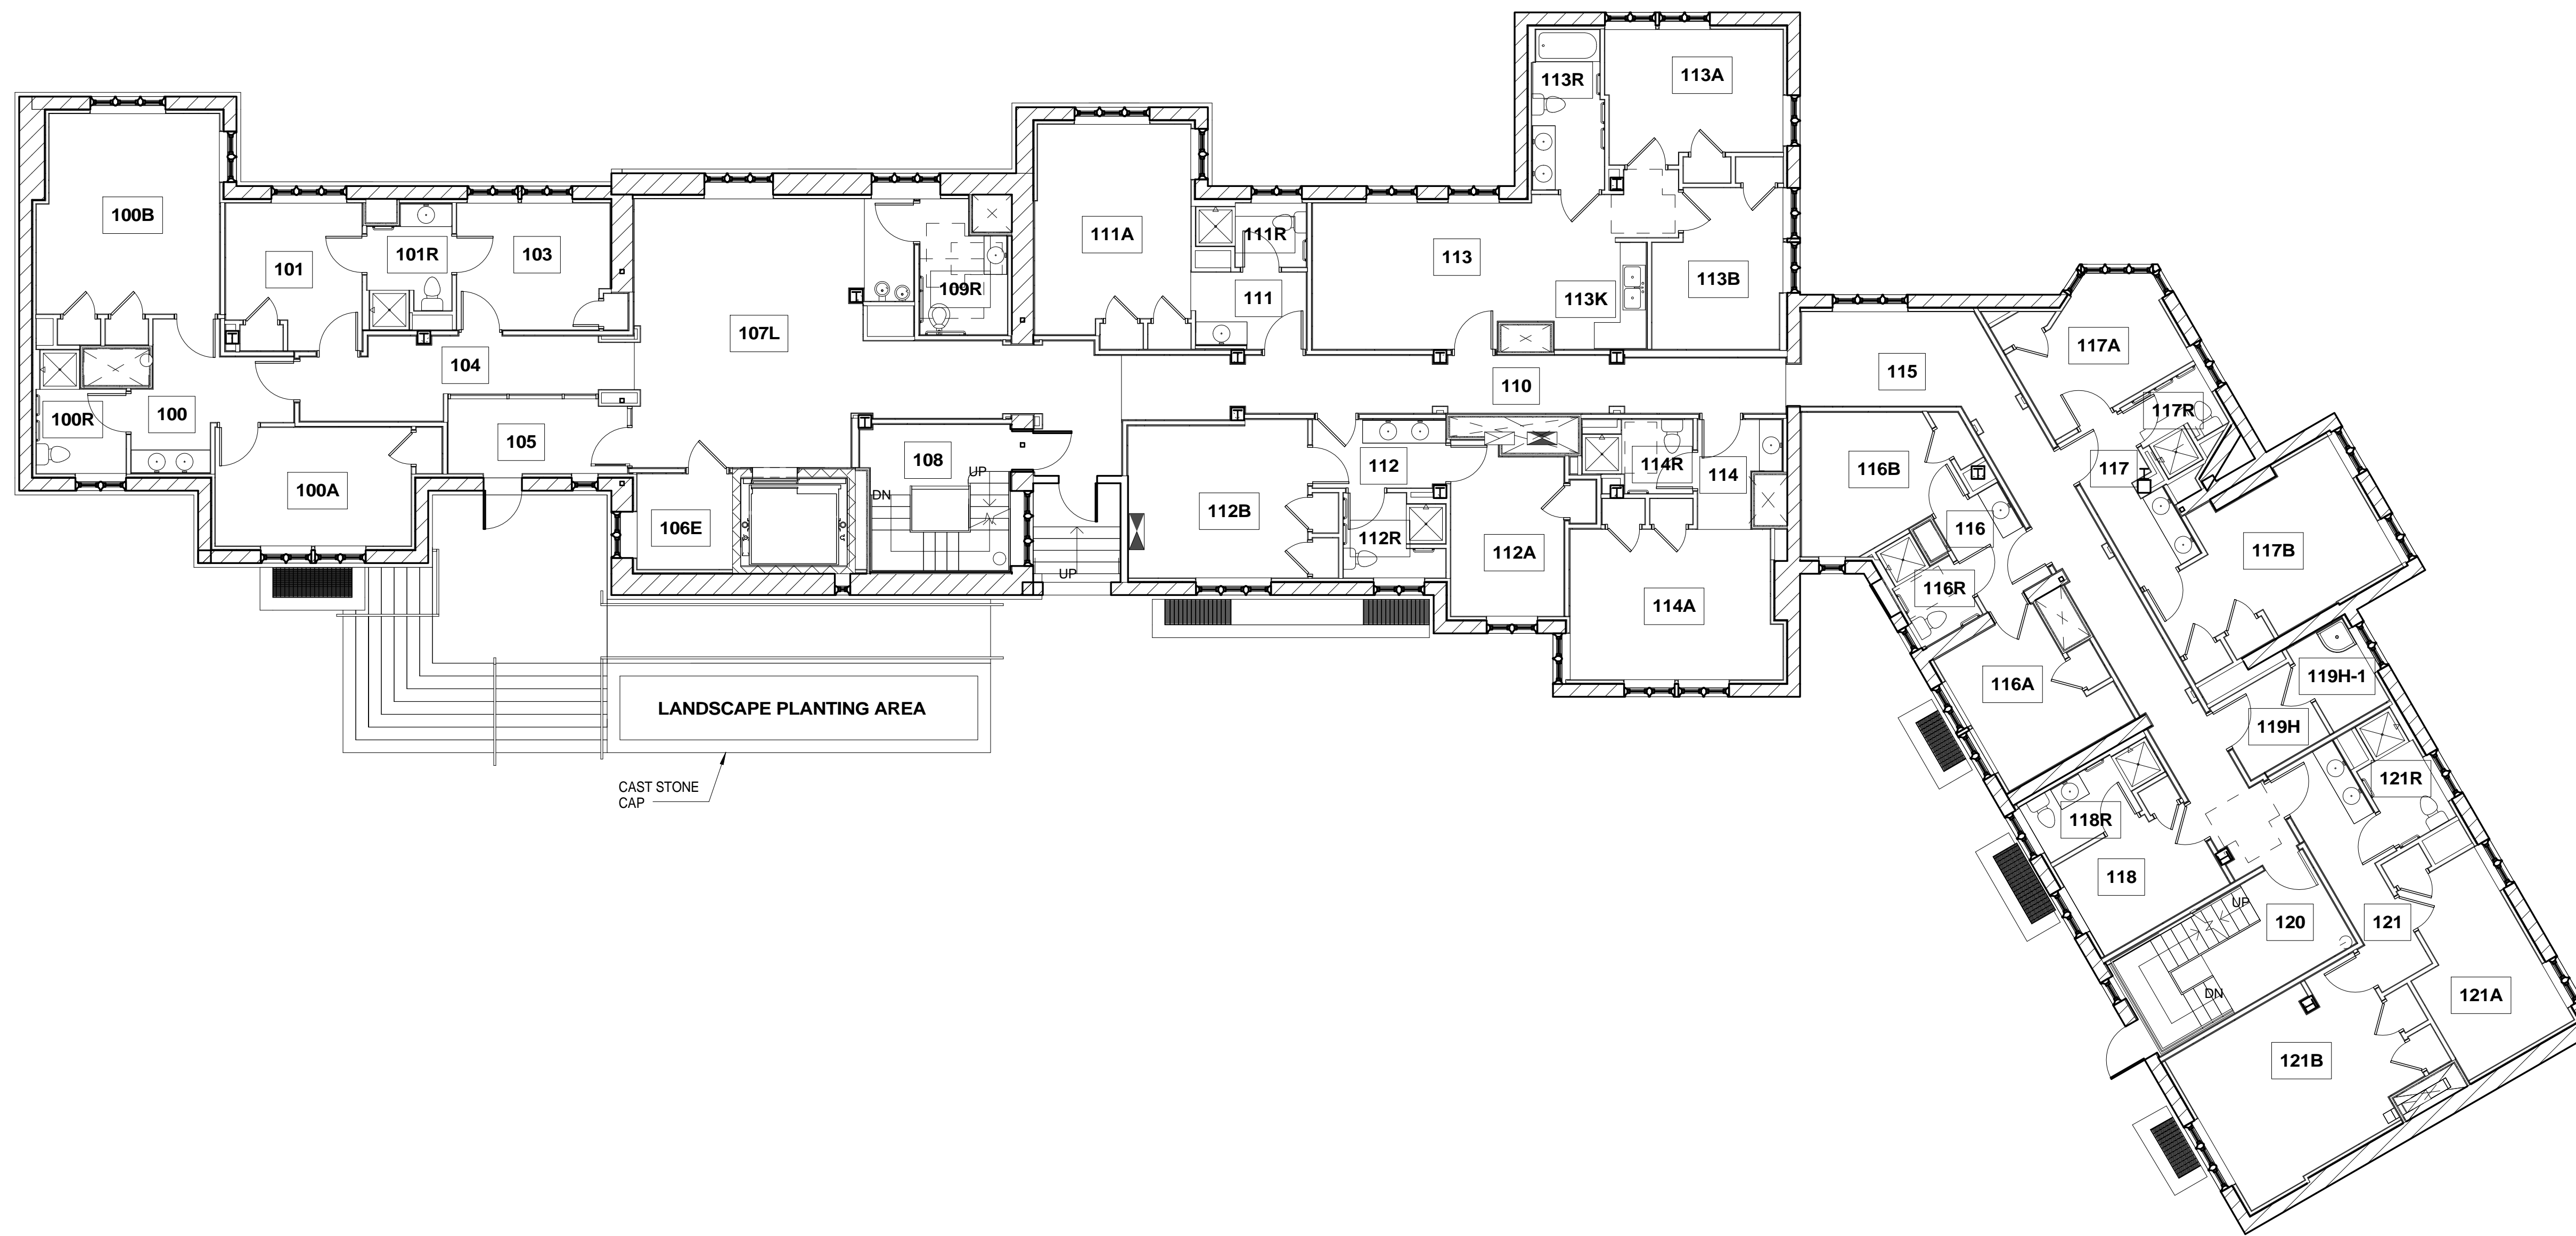 113R
113A
100B
101
101R
103
111A
111R
113
113B
111
113K
109R
107L
104
110
115
117A
100
100R
105
117R
108
UP
DN
112
114R
114
116B
117
100A
106E
112B
112R
112A
116
117B
UP
116R
114A
116A
119H-1
LANDSCAPE PLANTING AREA
119H
CAST STONE
CAP
121R
118R
118
UP
120
121
DN
121A
121B